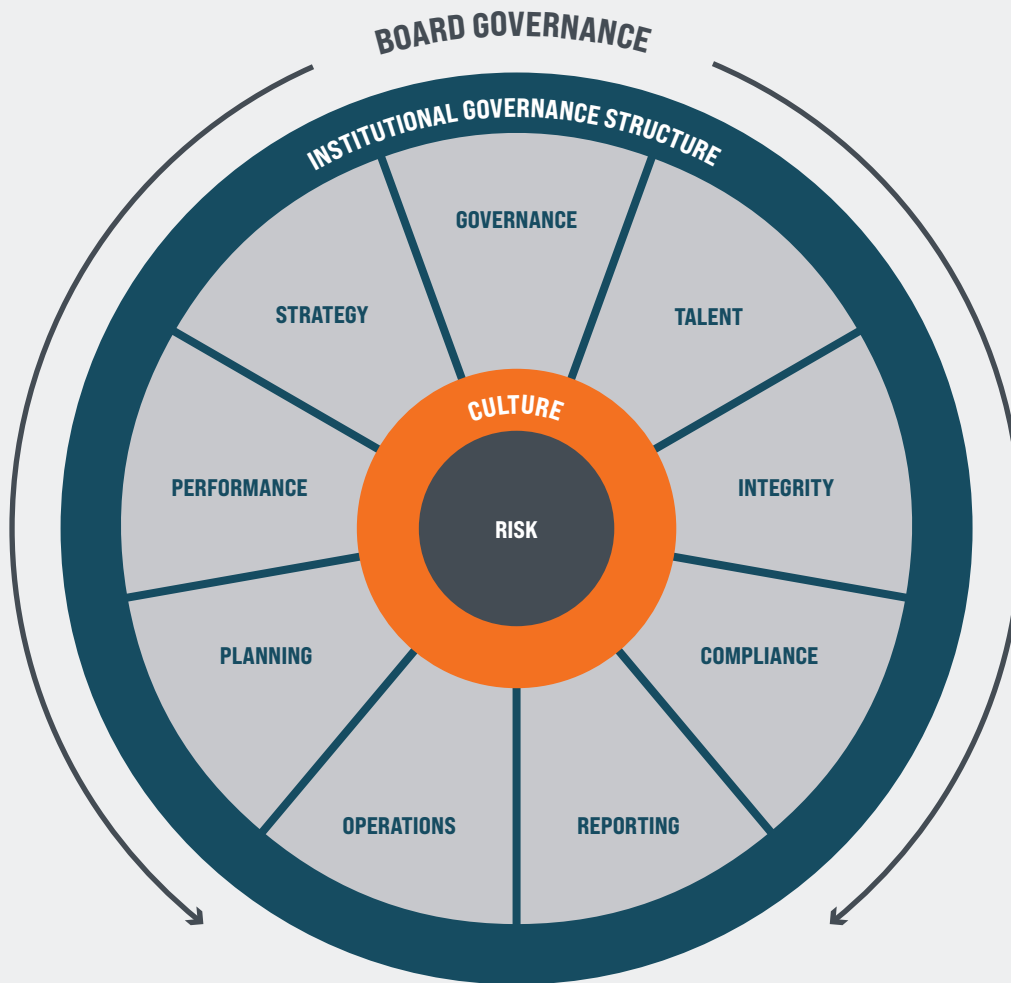 BOARD GOVERNANCE
INSTITUTIONAL GOVERNANCE STRUCTURE
GOVERNANCE
STRATEGY
TALENT
CULTURE
PERFORMANCE
INTEGRITY
RISK
PLANNING
COMPLIANCE
OPERATIONS
REPORTING